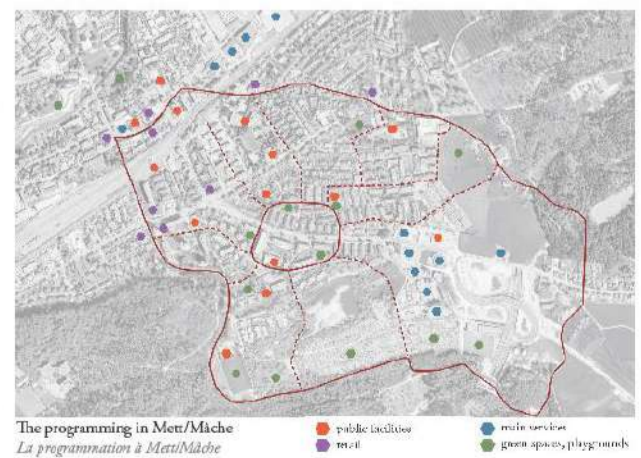 The programming in Mett/Mâche
La programmation à Mett/Mâche
public facilities
retail
main services
green spaces, playgrounds